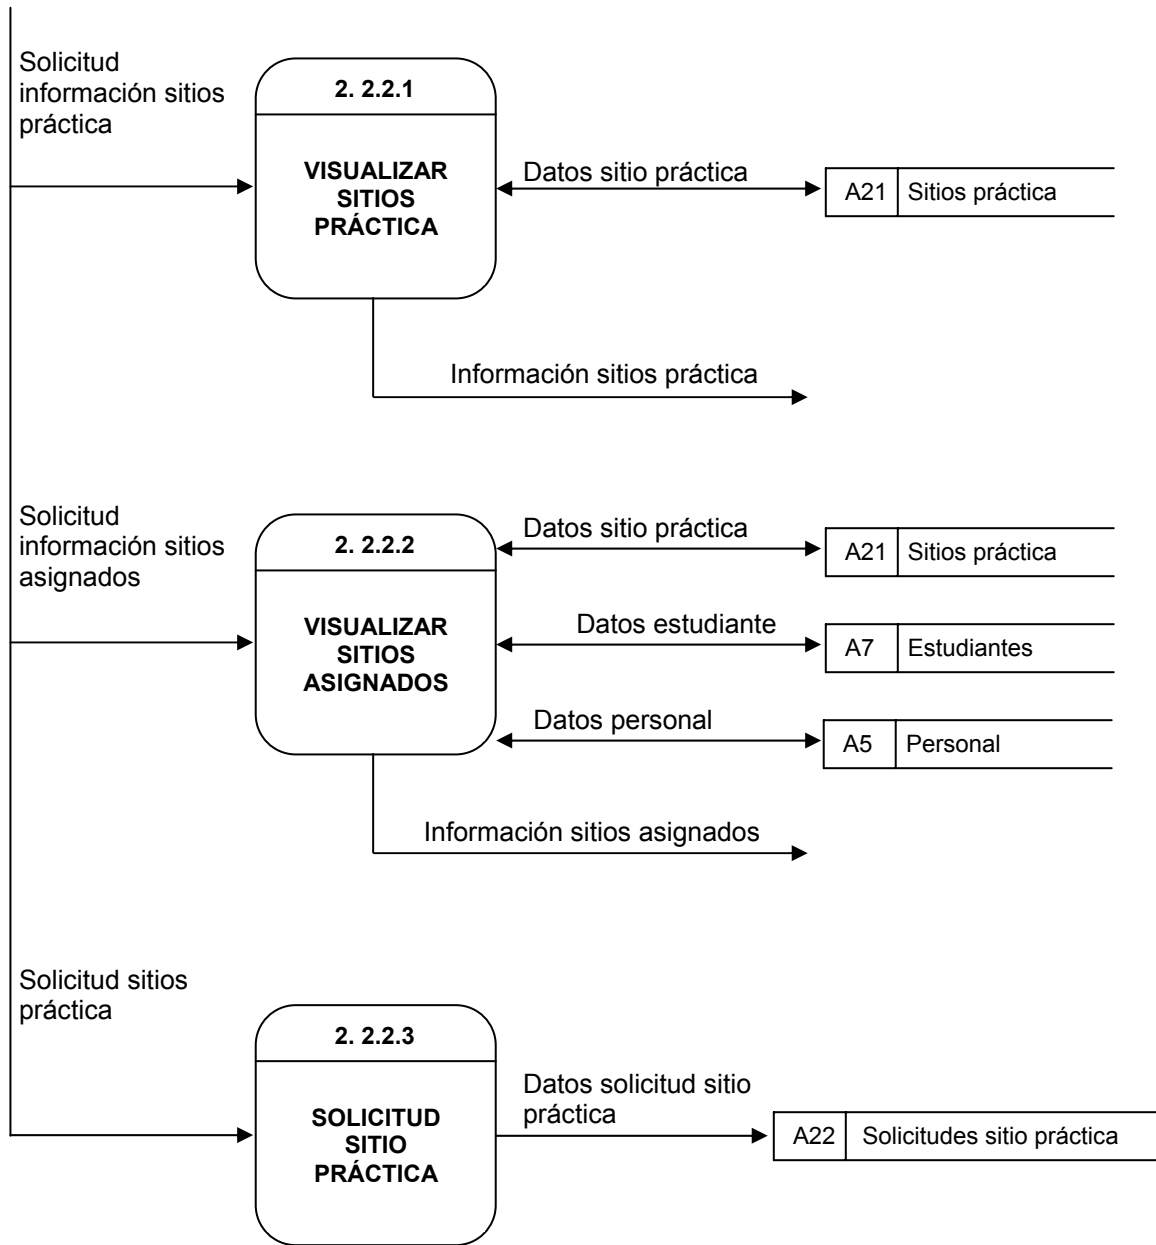 Solicitud
información sitios
práctica
2. 2.2.1
VISUALIZAR
SITIOS
PRÁCTICA
Datos sitio práctica
A21 Sitios práctica
Información sitios práctica
Solicitud
información sitios
asignados
2. 2.2.2
VISUALIZAR
SITIOS
ASIGNADOS
Datos sitio práctica
A21 Sitios práctica
Datos estudiante
A7 Estudiantes
Datos personal
A5 Personal
Información sitios asignados
Solicitud sitios
práctica
2. 2.2.3
SOLICITUD
SITIO
PRÁCTICA
Datos solicitud sitio
práctica
A22 Solicitudes sitio práctica